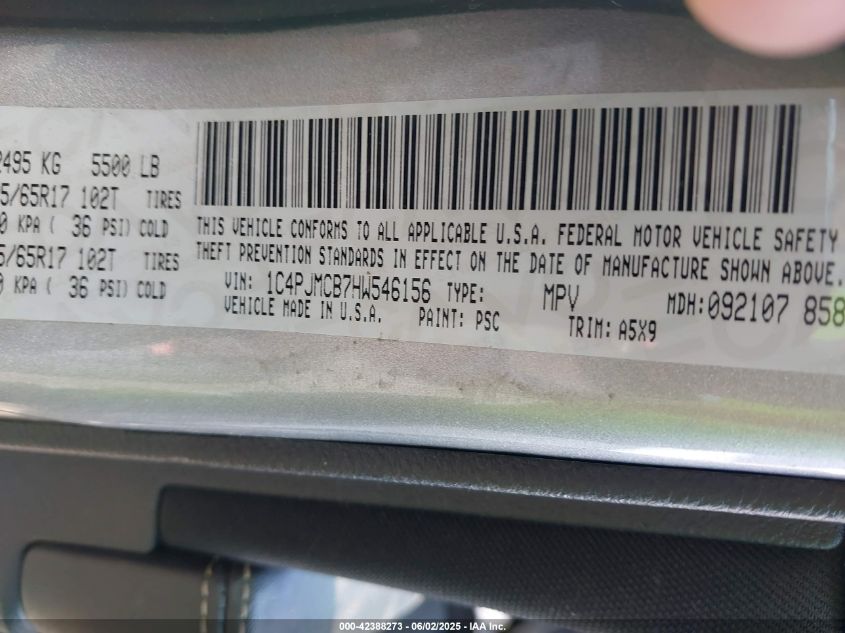 2495 KG 5500 LB
5/65R17 102T TIRES
0 KPA ( 36 PSI) COLD
5/65R17 102T TIRES
0 KPA ( 36 PSI) COLD
THIS VEHICLE CONFORMS TO ALL APPLICABLE U.S.A. FEDERAL MOTOR VEHICLE SAFETY
THEFT PREVENTION STANDARDS IN EFFECT ON THE DATE OF MANUFACTURE SHOWN ABOVE.
VIN: 1C4PJMCB7HW546156 TYPE: MPV MDH:092107 858
VEHICLE MADE IN U.S.A. PAINT: PSC TRIM: A5X9
000-42388273 - 06/02/2025 - IAA Inc.